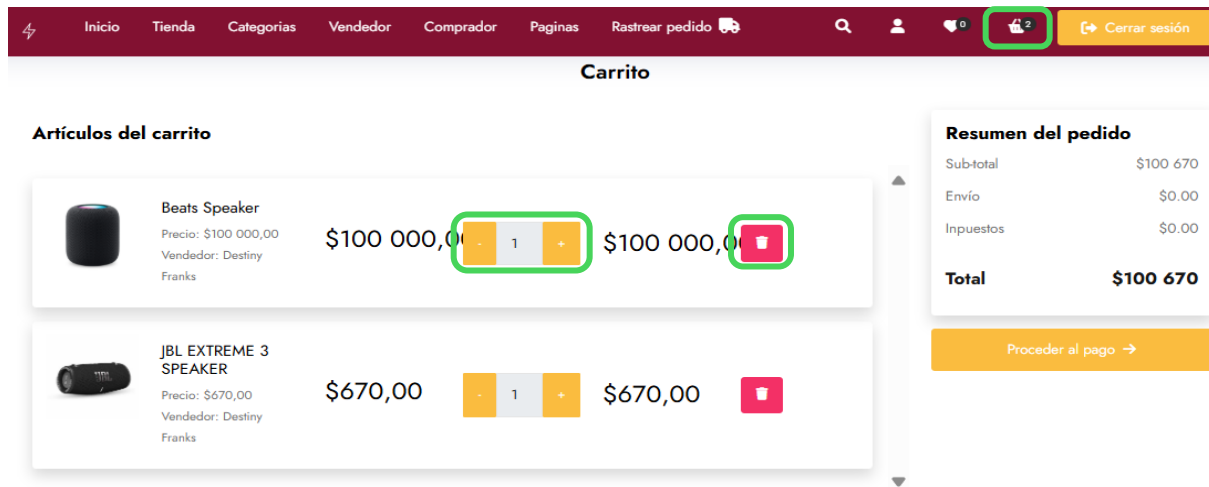 Inicio Tienda Categorias Vendedor Comprador Paginas Rastrear pedido 0 2 Cerrar sesión
Carrito
Artículos del carrito
Beats Speaker
Precio: $100 000,00
Vendedor: Destiny
Franks
$100 000,0
- 1 +
$100 000,0
JBL EXTREME 3
SPEAKER
Precio: $670,00
Vendedor: Destiny
Franks
$670,00
- 1 +
$670,00
Resumen del pedido
Sub-total $100 670
Envío $0.00
Inpuestos $0.00
Total $100 670
Proceder al pago →